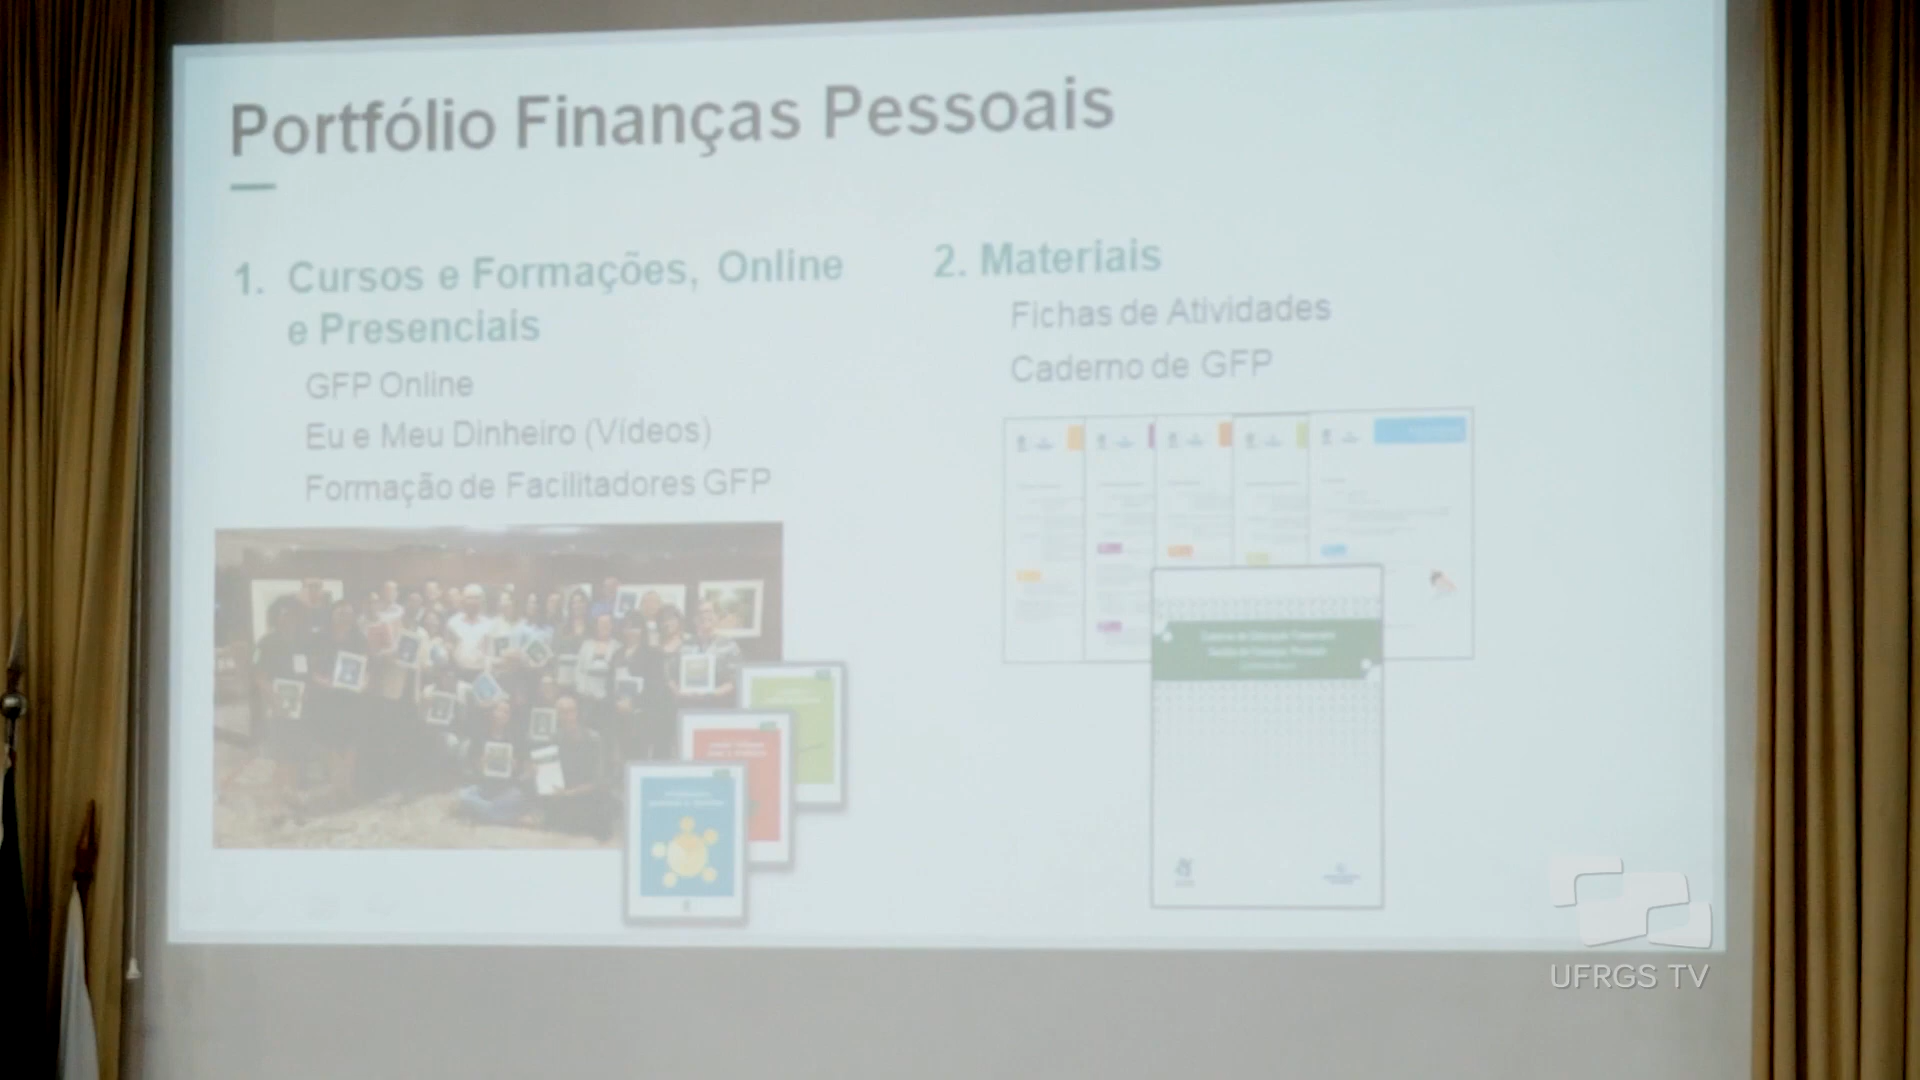 Portfólio Finanças Pessoais
1. Cursos e Formações, Online
e Presenciais
GFP Online
Eu e Meu Dinheiro (Vídeos)
Formação de Facilitadores GFP
2. Materiais
Fichas de Atividades
Caderno de GFP
UFRGS TV